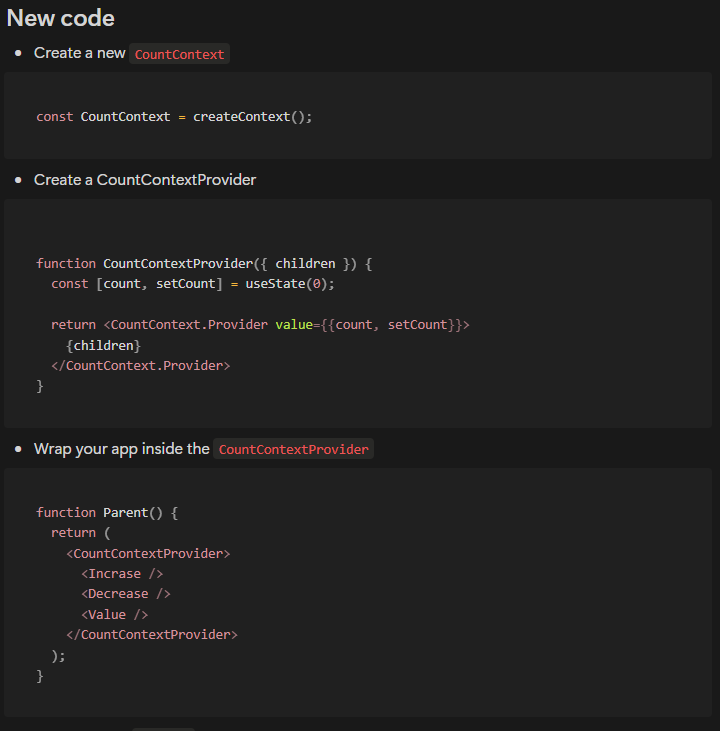 New code
Create a new CountContext
const CountContext = createContext();
Create a CountContextProvider
function CountContextProvider({ children }) {
const [count, setCount] = useState(0);
return <CountContext.Provider value={{count, setCount}}>
{children}
</CountContext.Provider>
}
Wrap your app inside the CountContextProvider
function Parent() {
return (
<CountContextProvider>
<Incrase />
<Decrease />
<Value />
</CountContextProvider>
);
}